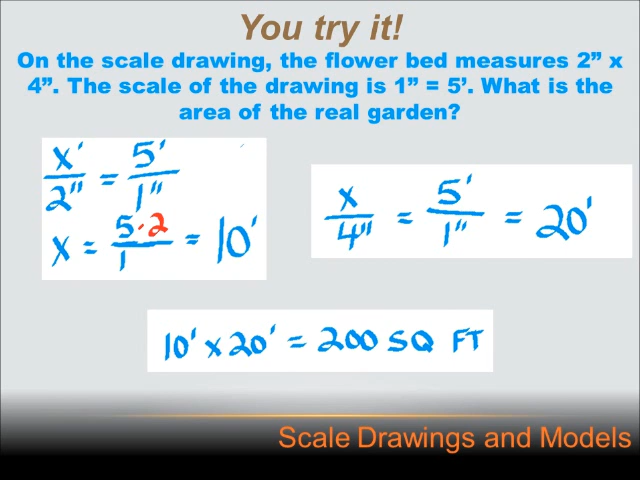 You try it!
On the scale drawing, the flower bed measures 2” x
4”. The scale of the drawing is 1” = 5’. What is the
area of the real garden?
x'/2" = 5'/1"
x = 5·2/1 = 10'
x/4" = 5'/1" = 20'
10' x 20' = 200 SQ FT
Scale Drawings and Models